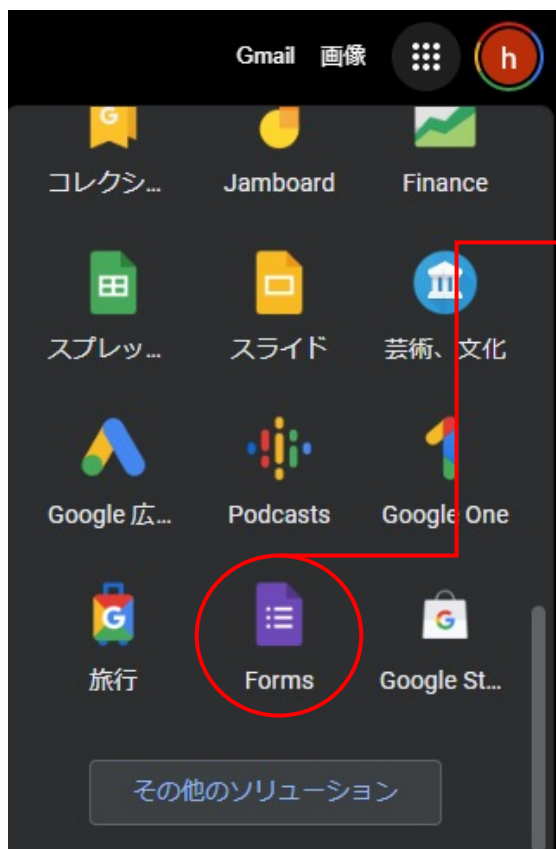 Gmail 画像 h
コレクシ... Jamboard Finance
スプレッ... スライド 芸術、文化
Google 広... Podcasts Google One
旅行 Forms Google St...
その他のソリューション